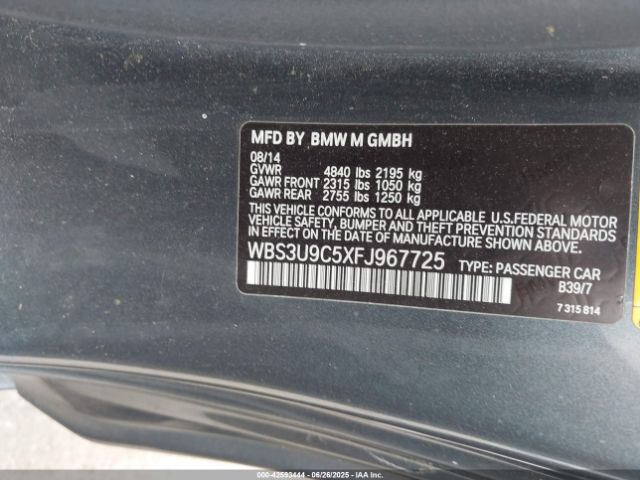 MFD BY BMW M GMBH
08/14
GVWR 4840 lbs 2195 kg
GAWR FRONT 2315 lbs 1050 kg
GAWR REAR 2755 lbs 1250 kg
THIS VEHICLE CONFORMS TO ALL APPLICABLE U.S.FEDERAL MOTOR
VEHICLE SAFETY, BUMPER AND THEFT PREVENTION STANDARDS
IN EFFECT ON THE DATE OF MANUFACTURE SHOWN ABOVE.
WBS3U9C5XFJ967725 TYPE: PASSENGER CAR
B39/7
7 315 814
000-42593444 - 06/26/2025 - COPYRIGHT IAA, LLC